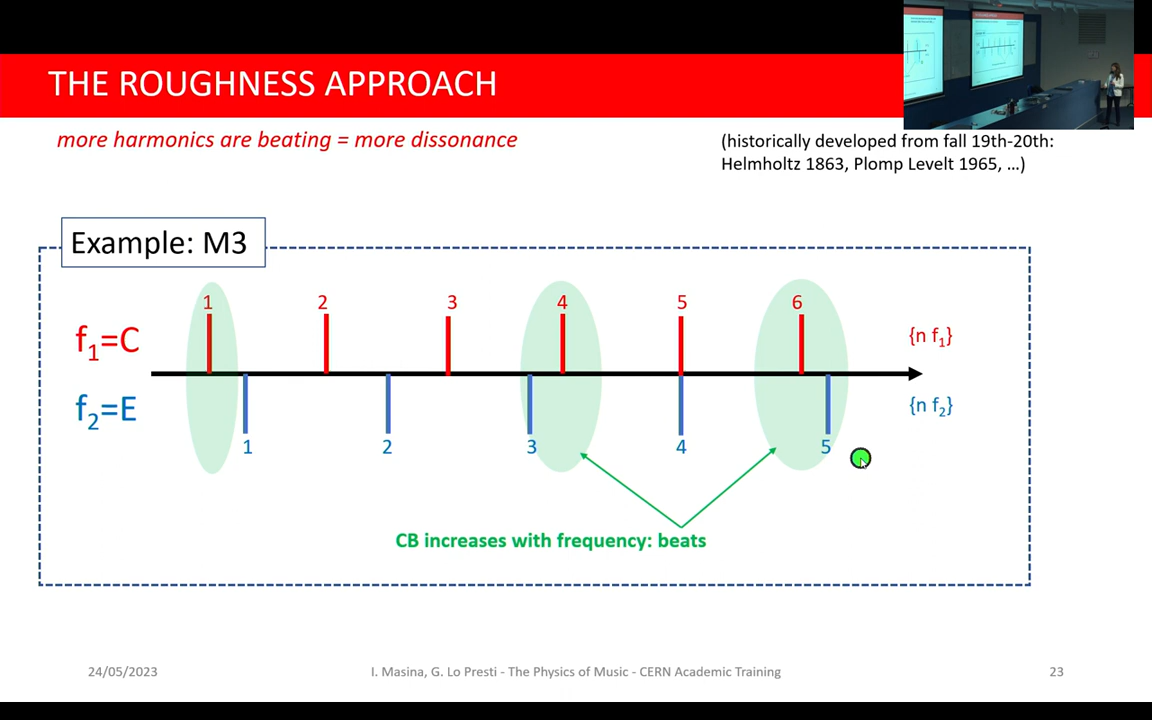 THE ROUGHNESS APPROACH
more harmonics are beating = more dissonance
(historically developed from fall 19th-20th:
Helmholtz 1863, Plomp Levelt 1965, …)
Example: M3
1 2 3 4 5 6
f₁=C
{n f₁}
f₂=E
{n f₂}
1 2 3 4 5
CB increases with frequency: beats
24/05/2023
I. Masina, G. Lo Presti - The Physics of Music - CERN Academic Training
23